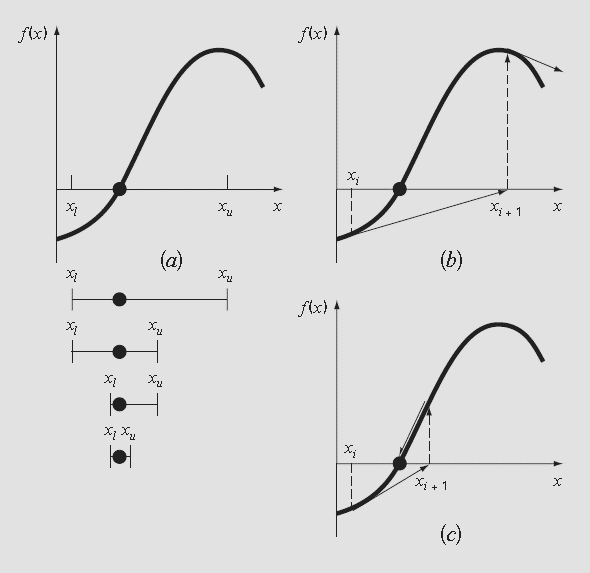 f(x)
x_l
x_u
x
(a)
x_l
x_u
x_l
x_u
x_l
x_u
x_l x_u
f(x)
x_i
x_{i + 1}
x
(b)
f(x)
x_i
x_{i + 1}
x
(c)